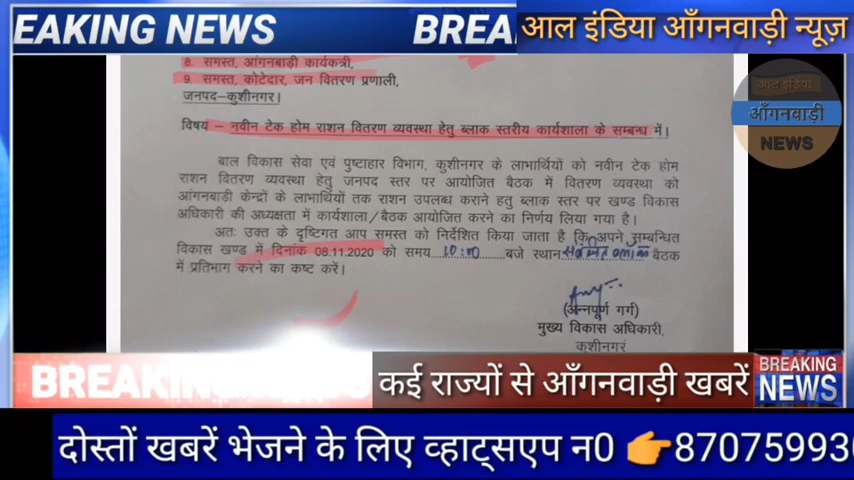 EAKING NEWS
BREA
आल इंडिया आँगनवाड़ी न्यूज़
आल इंडिया
आँगनवाड़ी
NEWS
8. समस्त, आंगनबाड़ी कार्यकत्री,
9. समस्त, कोटेदार, जन वितरण प्रणाली,
जनपद–कुशीनगर।
विषय – नवीन टेक होम राशन वितरण व्यवस्था हेतु ब्लाक स्तरीय कार्यशाला के सम्बन्ध में।
बाल विकास सेवा एवं पुष्टाहार विभाग, कुशीनगर के लाभार्थियों को नवीन टेक होम
राशन वितरण व्यवस्था हेतु जनपद स्तर पर आयोजित बैठक में वितरण व्यवस्था को
आंगनबाड़ी केन्द्रों के लाभार्थियों तक राशन उपलब्ध कराने हतु ब्लाक स्तर पर खण्ड विकास
अधिकारी की अध्यक्षता में कार्यशाला/बैठक आयोजित करने का निर्णय लिया गया है।
अतः उक्त के दृष्टिगत आप समस्त को निर्देशित किया जाता है कि अपने सम्बन्धित
विकास खण्ड में दिनांक 08.11.2020 को समय...10:00.......बजे स्थान बैठक
में प्रतिभाग करने का कष्ट करें।
(अन्नपूर्ण गर्ग)
मुख्य विकास अधिकारी,
कुशीनगर
BREAKIN
कई राज्यों से आँगनवाड़ी खबरें
BREAKING
NEWS
दोस्तों खबरें भेजने के लिए व्हाट्सएप न0 👉87075993